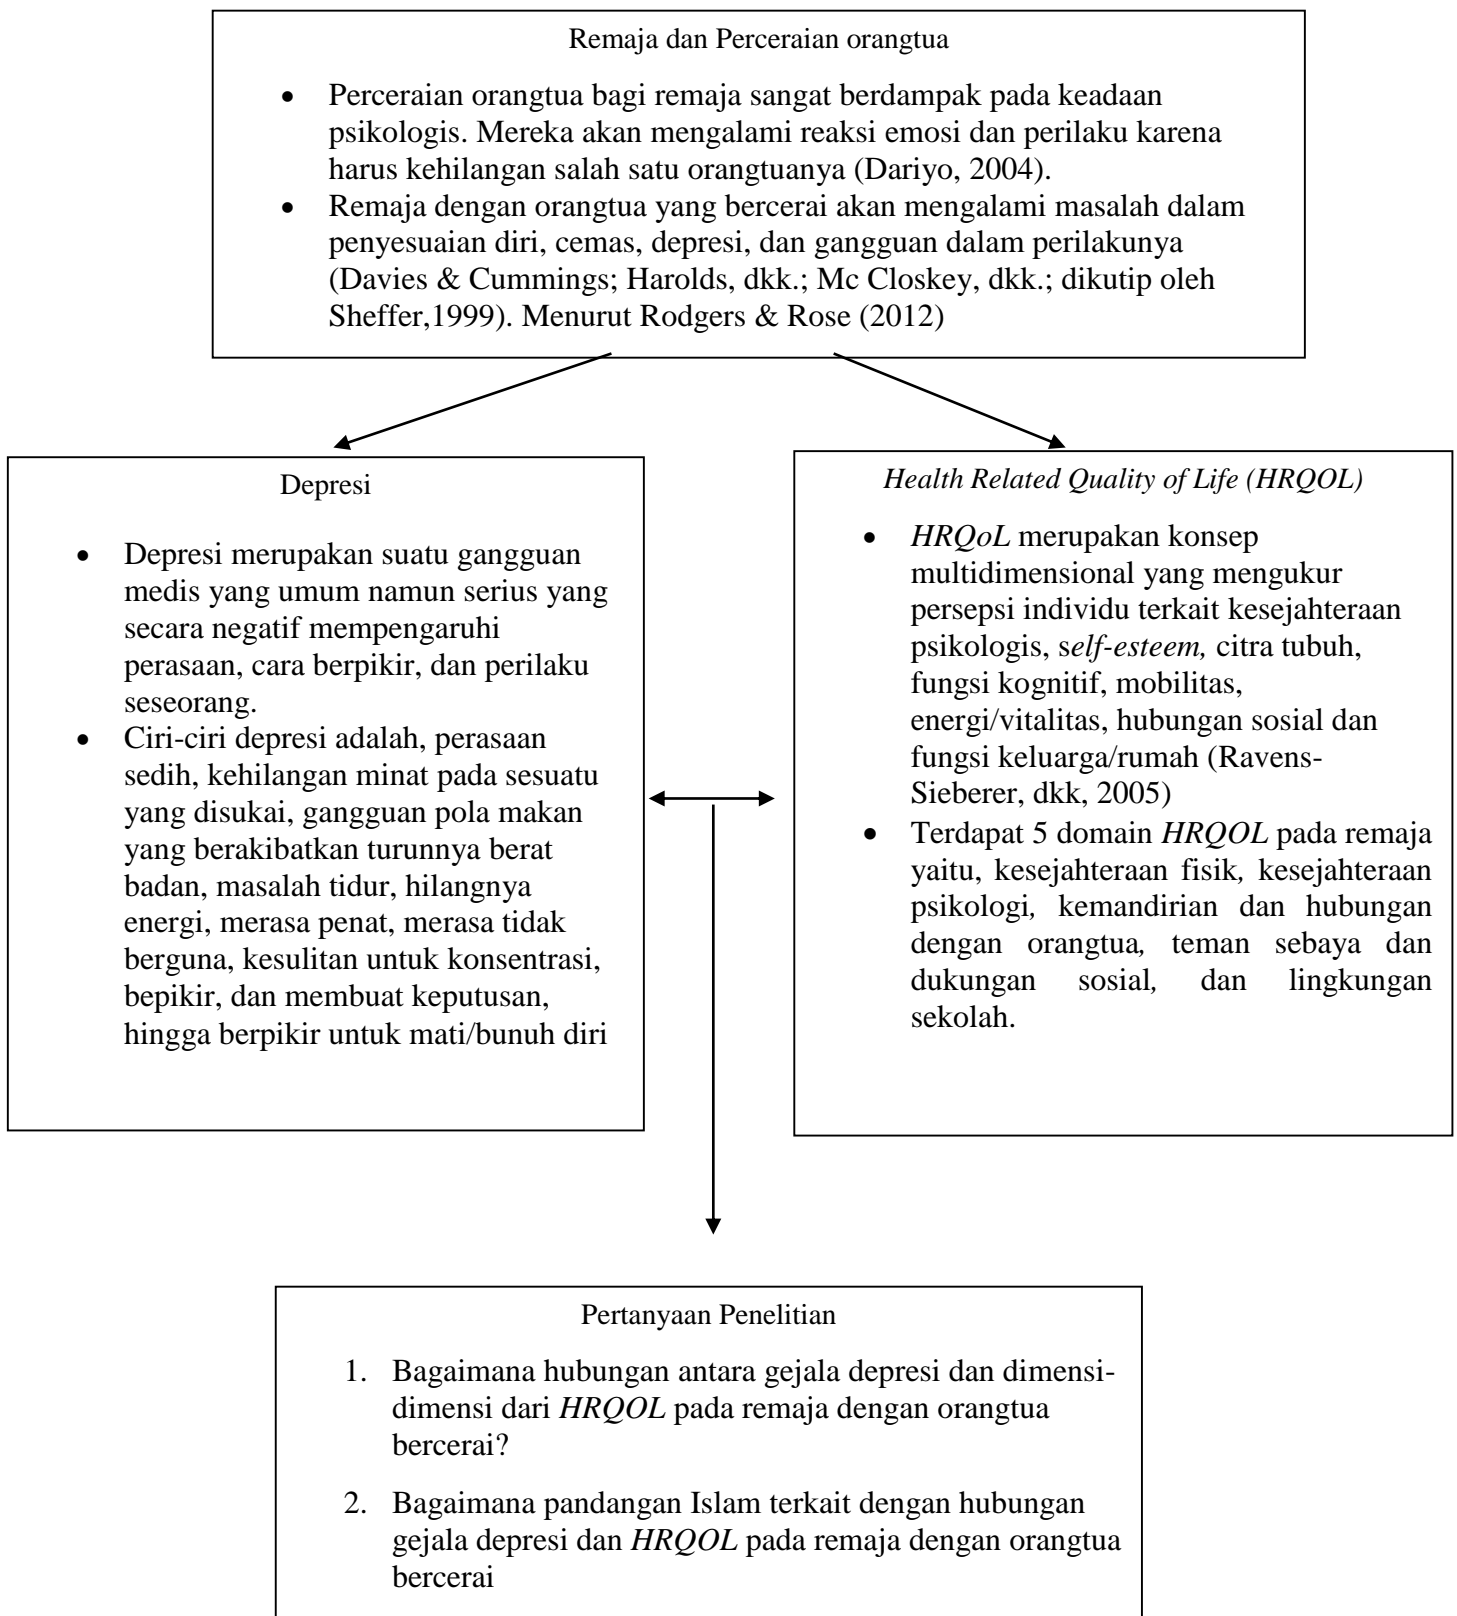 Remaja dan Perceraian orangtua
• Perceraian orangtua bagi remaja sangat berdampak pada keadaan
psikologis. Mereka akan mengalami reaksi emosi dan perilaku karena
harus kehilangan salah satu orangtuanya (Dariyo, 2004).
• Remaja dengan orangtua yang bercerai akan mengalami masalah dalam
penyesuaian diri, cemas, depresi, dan gangguan dalam perilakunya
(Davies & Cummings; Harolds, dkk.; Mc Closkey, dkk.; dikutip oleh
Sheffer,1999). Menurut Rodgers & Rose (2012)
Depresi
• Depresi merupakan suatu gangguan
medis yang umum namun serius yang
secara negatif mempengaruhi
perasaan, cara berpikir, dan perilaku
seseorang.
• Ciri-ciri depresi adalah, perasaan
sedih, kehilangan minat pada sesuatu
yang disukai, gangguan pola makan
yang berakibatkan turunnya berat
badan, masalah tidur, hilangnya
energi, merasa penat, merasa tidak
berguna, kesulitan untuk konsentrasi,
bepikir, dan membuat keputusan,
hingga berpikir untuk mati/bunuh diri
Health Related Quality of Life (HRQOL)
• HRQoL merupakan konsep
multidimensional yang mengukur
persepsi individu terkait kesejahteraan
psikologis, self-esteem, citra tubuh,
fungsi kognitif, mobilitas,
energi/vitalitas, hubungan sosial dan
fungsi keluarga/rumah (Ravens-
Sieberer, dkk, 2005)
• Terdapat 5 domain HRQOL pada remaja
yaitu, kesejahteraan fisik, kesejahteraan
psikologi, kemandirian dan hubungan
dengan orangtua, teman sebaya dan
dukungan sosial, dan lingkungan
sekolah.
Pertanyaan Penelitian
1. Bagaimana hubungan antara gejala depresi dan dimensi-
dimensi dari HRQOL pada remaja dengan orangtua
bercerai?
2. Bagaimana pandangan Islam terkait dengan hubungan
gejala depresi dan HRQOL pada remaja dengan orangtua
bercerai